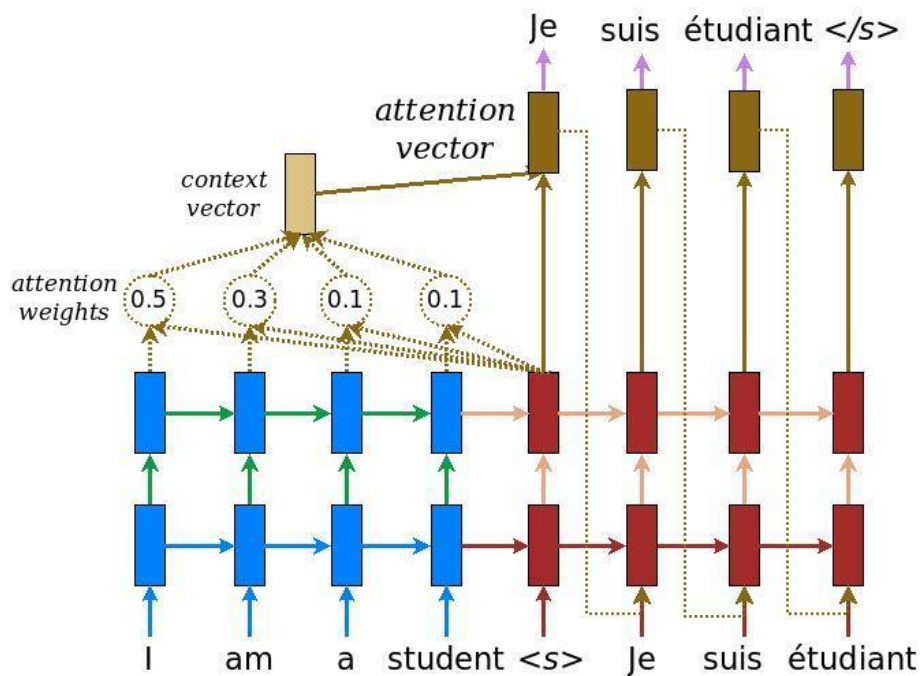 Je suis étudiant </s>
attention
vector
context
vector
attention
weights
0.5 0.3 0.1 0.1
I am a student <s> Je suis étudiant